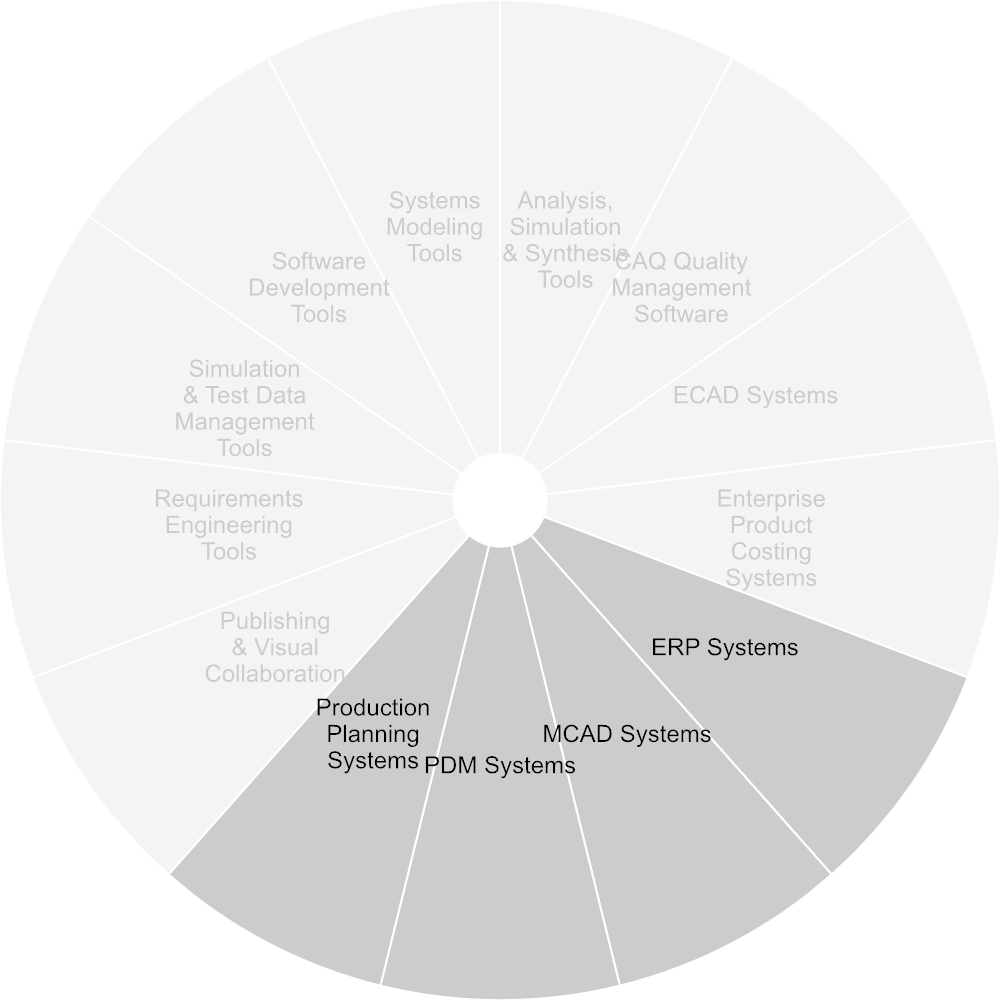 Systems
Modeling
Tools
Analysis,
Simulation
& Synthesis
Tools
CAQ Quality
Management
Software
ECAD Systems
Enterprise
Product
Costing
Systems
ERP Systems
MCAD Systems
PDM Systems
Production
Planning
Systems
Publishing
& Visual
Collaboration
Requirements
Engineering
Tools
Simulation
& Test Data
Management
Tools
Software
Development
Tools